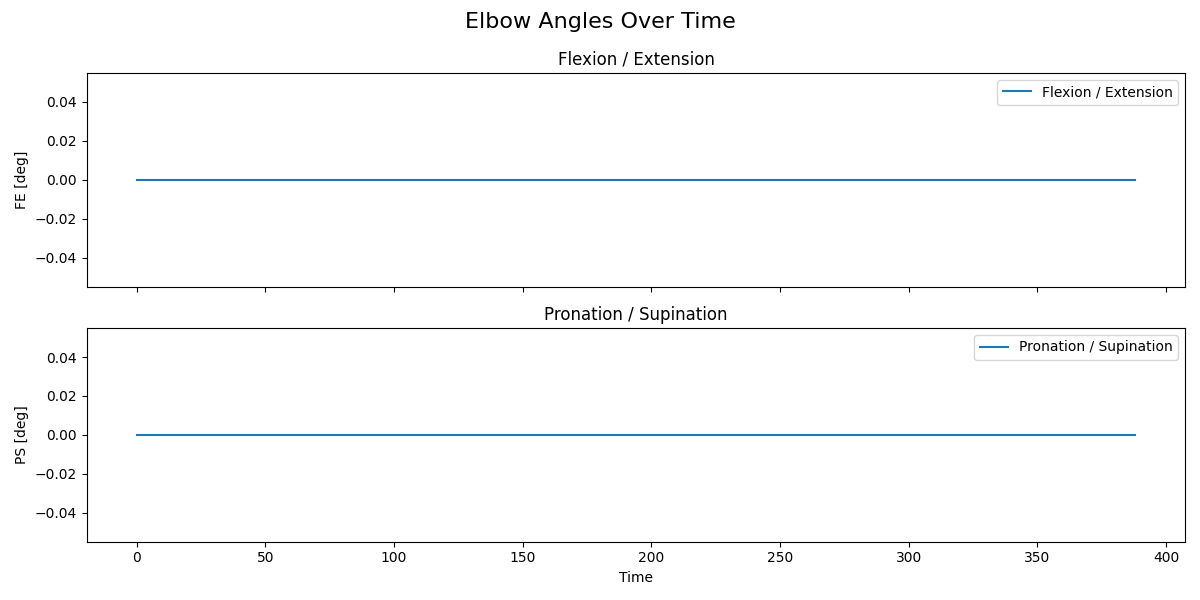 Elbow Angles Over Time
Flexion / Extension
Flexion / Extension
FE [deg]
0.04
0.02
0.00
−0.02
−0.04
Pronation / Supination
Pronation / Supination
PS [deg]
0.04
0.02
0.00
−0.02
−0.04
0 50 100 150 200 250 300 350 400
Time